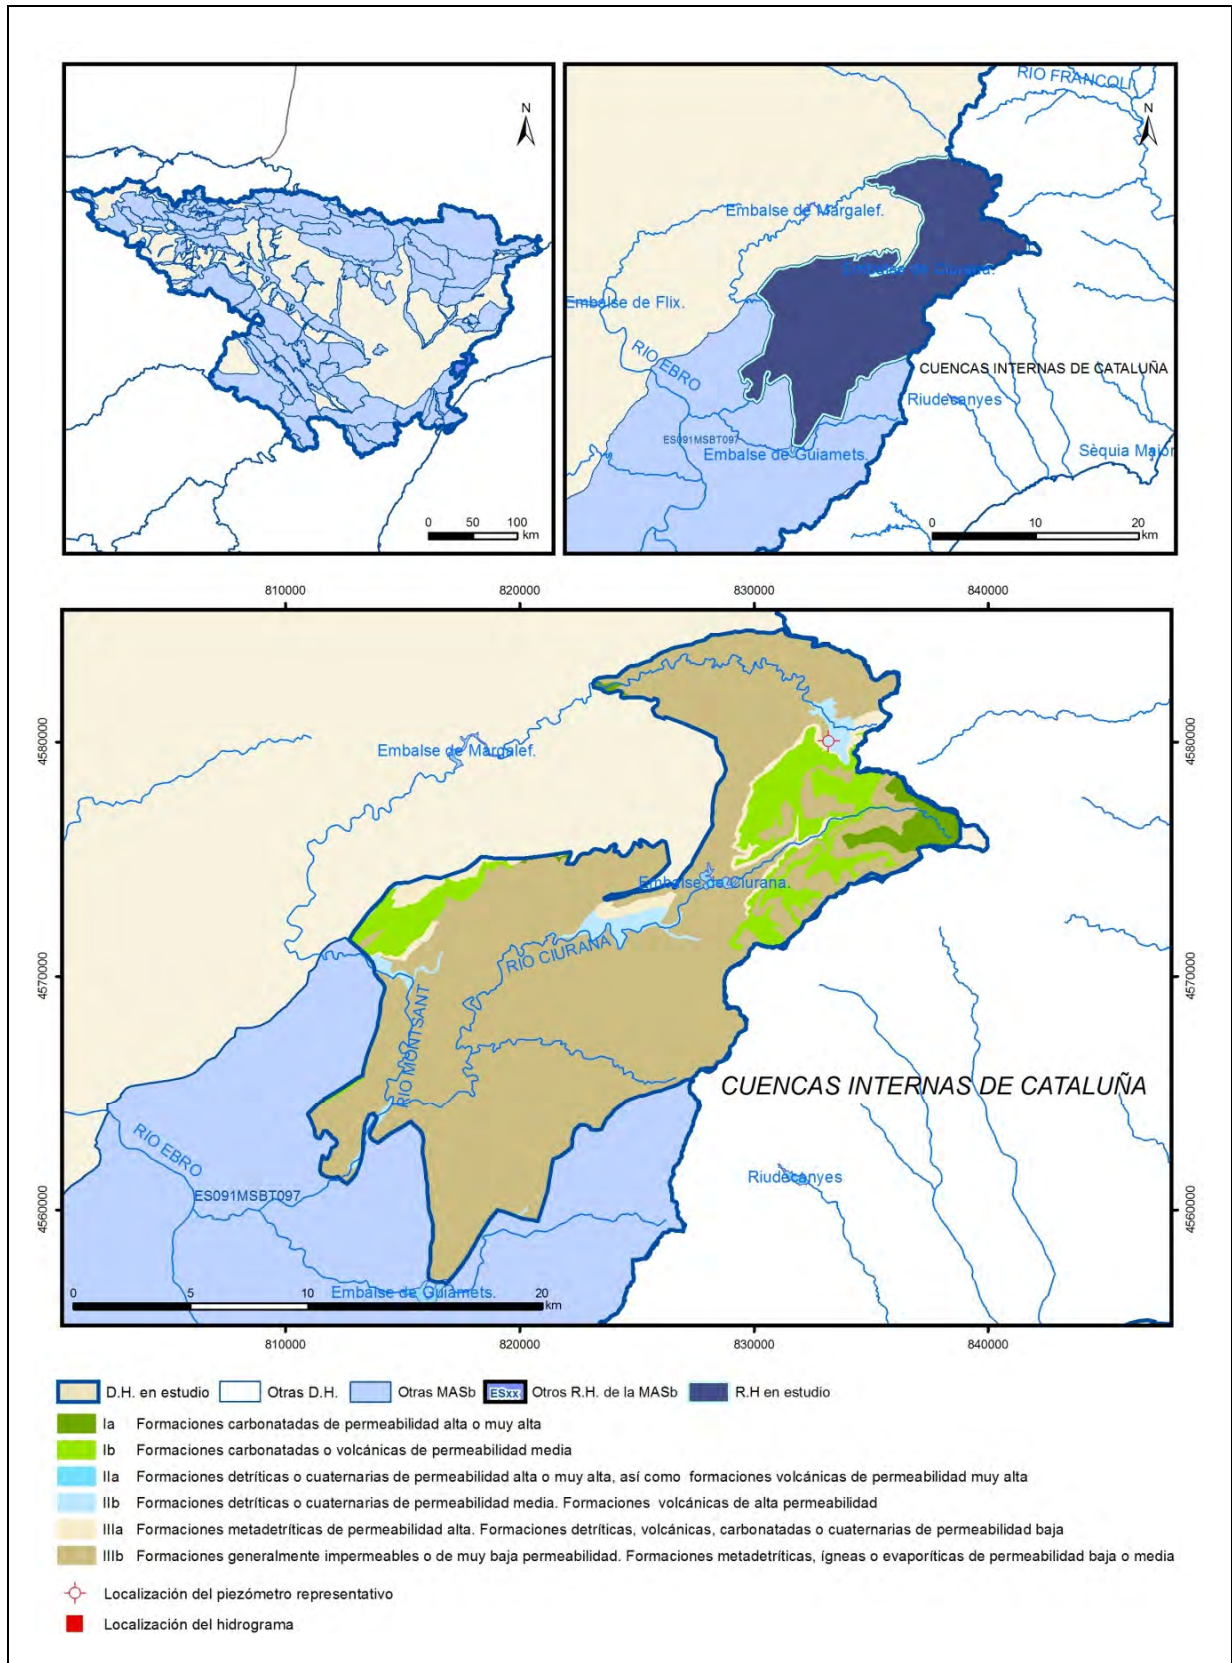 N
0 50 100
km
RIO FRANCOLI
N
Embalse de Margalef.
Embalse de Ciurana.
Embalse de Flix.
RIO EBRO
CUENCAS INTERNAS DE CATALUÑA
Riudecanyes
ES091MSBT097
Embalse de Guiamets.
Sèquia Major
0 10 20
km
810000 820000 830000 840000
4580000
4580000
Embalse de Margalef.
Embalse de Ciurana.
RIO CIURANA
4570000
4570000
RIO MONTSANT
CUENCAS INTERNAS DE CATALUÑA
RIO EBRO
Riudecanyes
ES091MSBT097
4560000
4560000
Embalse de Guiamets.
0 5 10 20
km
810000 820000 830000 840000
D.H. en estudio Otras D.H. Otras MASb ESxx Otros R.H. de la MASb R.H en estudio
Ia Formaciones carbonatadas de permeabilidad alta o muy alta
Ib Formaciones carbonatadas o volcánicas de permeabilidad media
IIa Formaciones detríticas o cuaternarias de permeabilidad alta o muy alta, así como formaciones volcánicas de permeabilidad muy alta
IIb Formaciones detríticas o cuaternarias de permeabilidad media. Formaciones volcánicas de alta permeabilidad
IIIa Formaciones metadetríticas de permeabilidad alta. Formaciones detríticas, volcánicas, carbonatadas o cuaternarias de permeabilidad baja
IIIb Formaciones generalmente impermeables o de muy baja permeabilidad. Formaciones metadetríticas, ígneas o evaporíticas de permeabilidad baja o media
Localización del piezómetro representativo
Localización del hidrograma